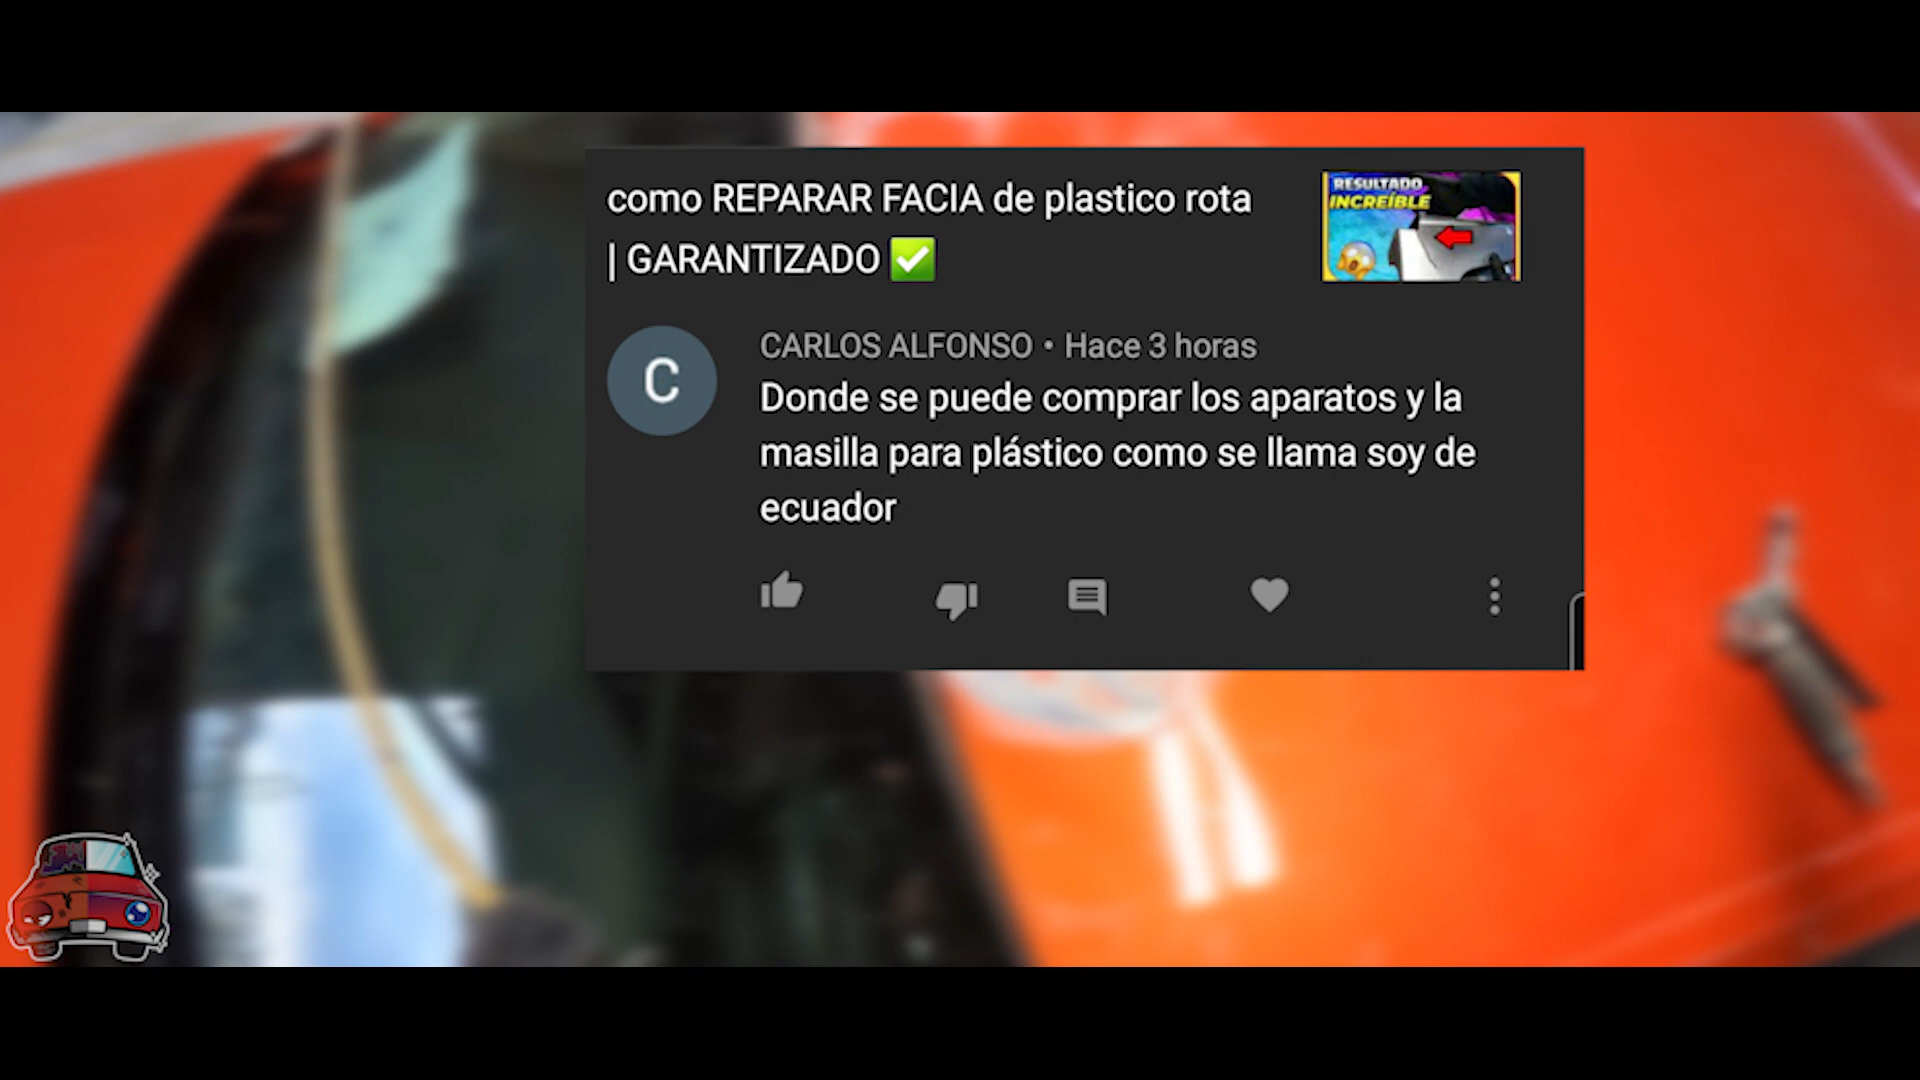 como REPARAR FACIA de plastico rota
| GARANTIZADO ✅
RESULTADO
INCREÍBLE
C
CARLOS ALFONSO • Hace 3 horas
Donde se puede comprar los aparatos y la
masilla para plástico como se llama soy de
ecuador